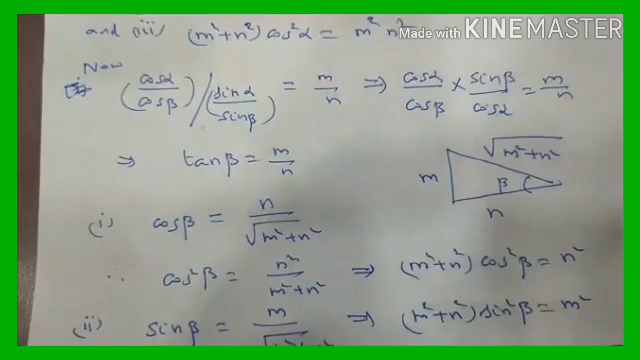 and (iii) (m²+n²) cos²α = m² n²
Made with KINEMASTER
Now
(cosα/cosβ) / (sinα/sinβ) = m/n ⇒ cosα/cosβ × sinβ/cosα = m/n
⇒ tanβ = m/n
√m²+n²
m
β
n
(i) cosβ = n/√m²+n²
∴ cos²β = n²/m²+n² ⇒ (m²+n²) cos²β = n²
(ii) sinβ = m/√m²+n² ⇒ (m²+n²) sin²β = m²